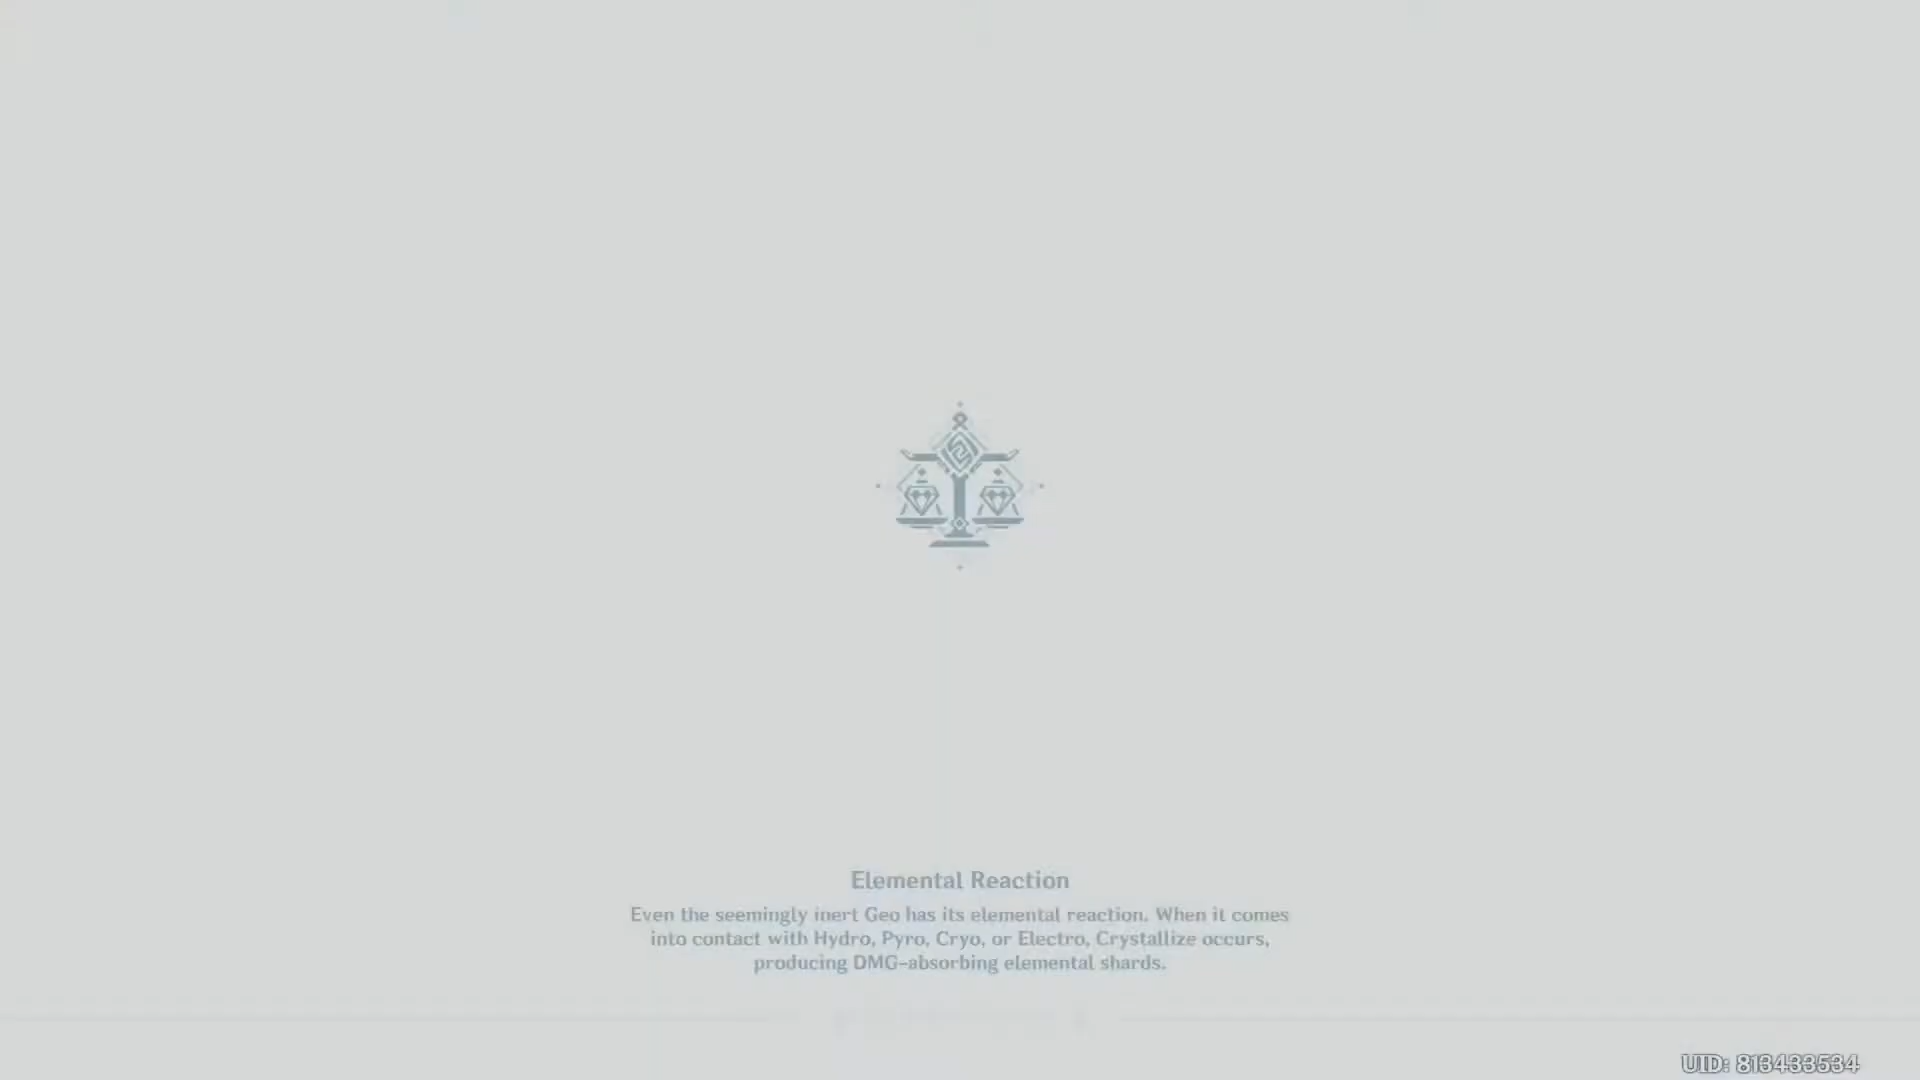 Elemental Reaction
Even the seemingly inert Geo has its elemental reaction. When it comes
into contact with Hydro, Pyro, Cryo, or Electro, Crystallize occurs,
producing DMG-absorbing elemental shards.
UID: 813433534